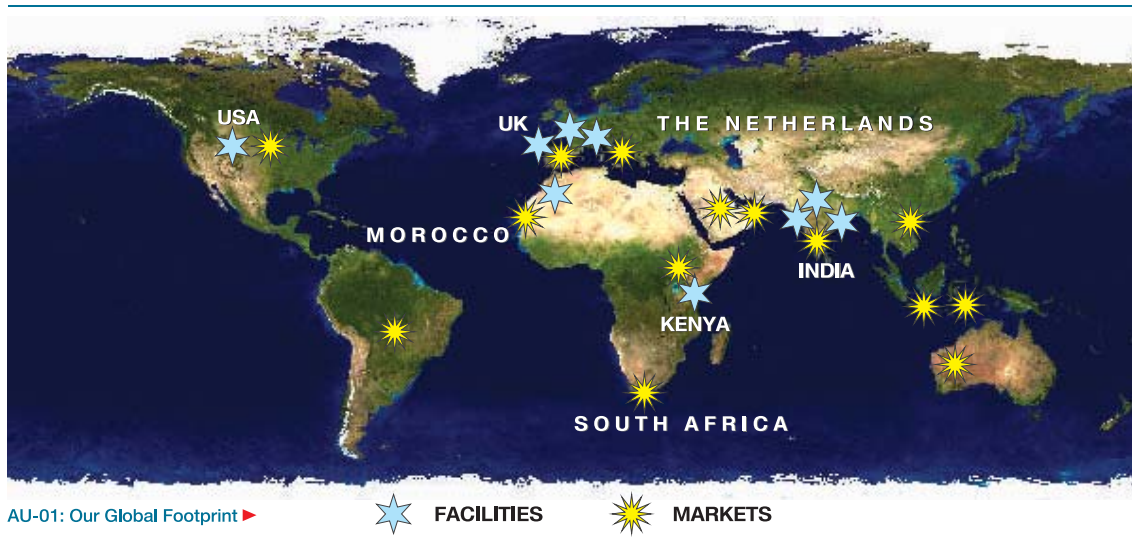 USA
UK
THE NETHERLANDS
MOROCCO
INDIA
KENYA
SOUTH AFRICA
AU-01: Our Global Footprint
FACILITIES
MARKETS